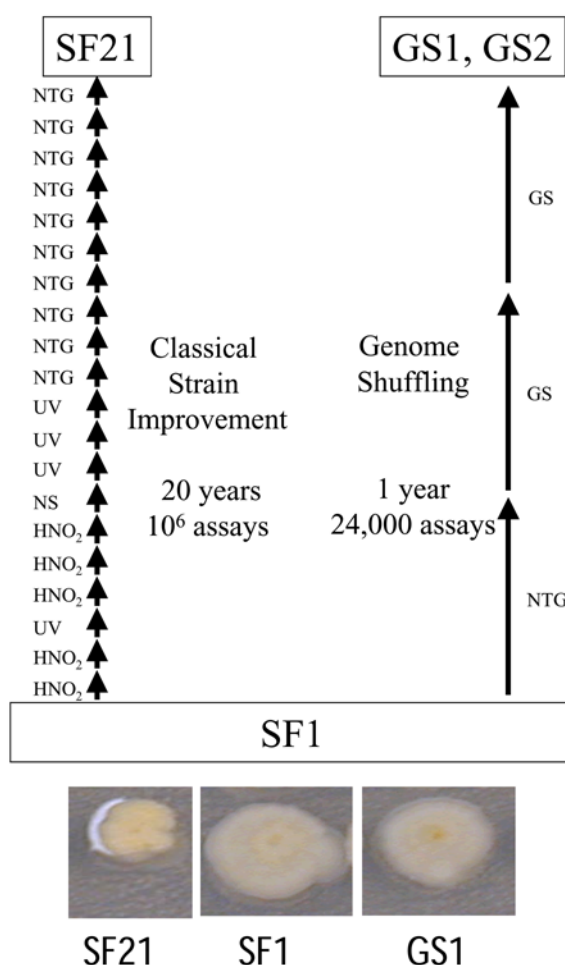 SF21
GS1, GS2
NTG
NTG
NTG
NTG
NTG
NTG
NTG
NTG
NTG
NTG
UV
UV
UV
NS
HNO₂
HNO₂
HNO₂
UV
HNO₂
HNO₂
Classical
Strain
Improvement
20 years
10⁶ assays
Genome
Shuffling
1 year
24,000 assays
GS
GS
NTG
SF1
SF21
SF1
GS1